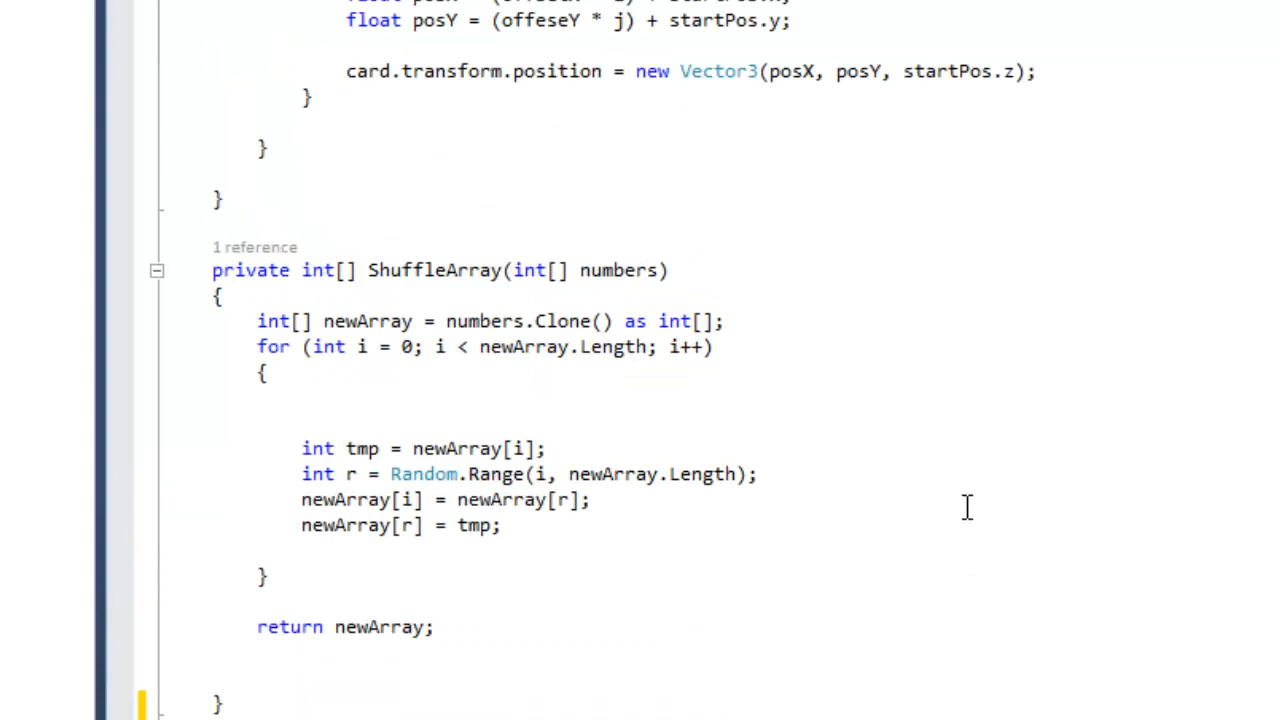 float posY = (offeseY * j) + startPos.y;
card.transform.position = new Vector3(posX, posY, startPos.z);
}
}
}
1 reference
private int[] ShuffleArray(int[] numbers)
{
int[] newArray = numbers.Clone() as int[];
for (int i = 0; i < newArray.Length; i++)
{
int tmp = newArray[i];
int r = Random.Range(i, newArray.Length);
newArray[i] = newArray[r];
newArray[r] = tmp;
}
return newArray;
}